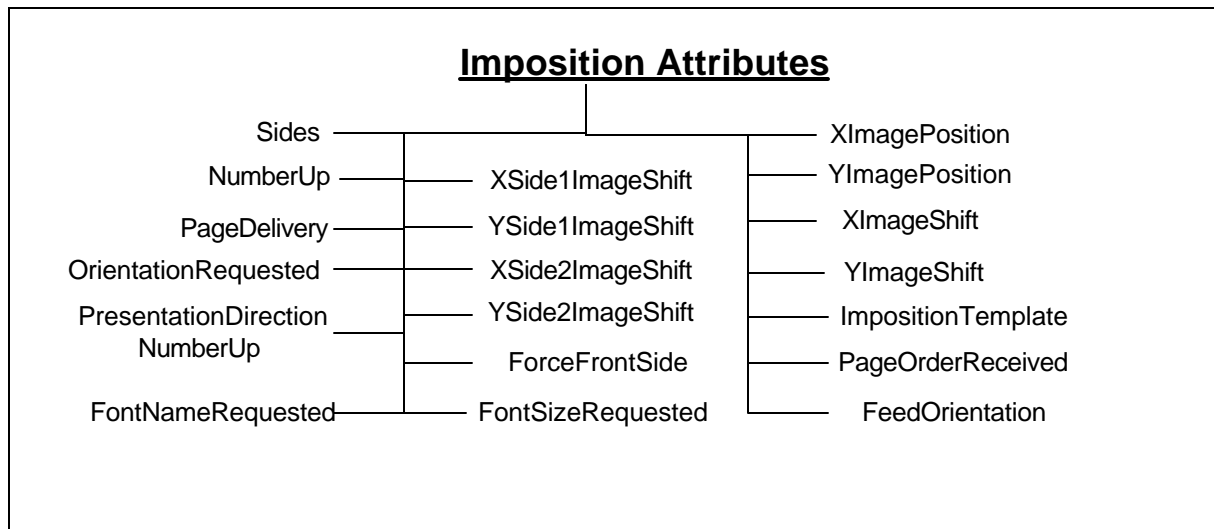 Imposition Attributes
Sides
XImagePosition
NumberUp
XSide1ImageShift
YImagePosition
PageDelivery
YSide1ImageShift
XImageShift
OrientationRequested
XSide2ImageShift
YImageShift
PresentationDirection
NumberUp
YSide2ImageShift
ImpositionTemplate
ForceFrontSide
PageOrderReceived
FontNameRequested
FontSizeRequested
FeedOrientation